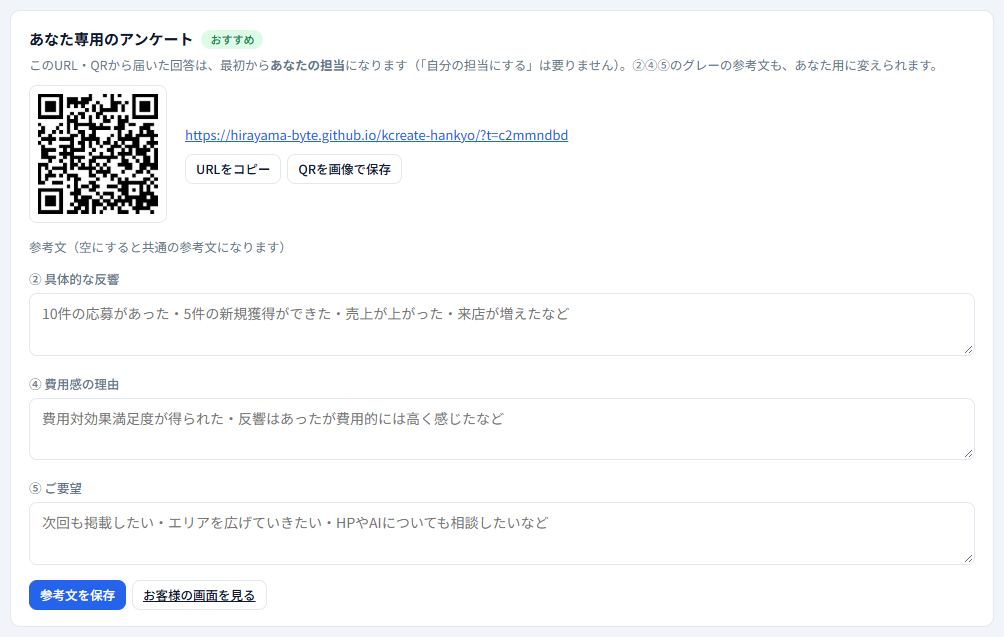 あなた専用のアンケート おすすめ
このURL・QRから届いた回答は、最初からあなたの担当になります（「自分の担当にする」は要りません）。②④⑤のグレーの参考文も、あなた用に変えられます。
https://hirayama-byte.github.io/kcreate-hankyo/?t=c2mmndbd
URLをコピー QRを画像で保存
参考文（空にすると共通の参考文になります）
② 具体的な反響
10件の応募があった・5件の新規獲得ができた・売上が上がった・来店が増えたなど
④ 費用感の理由
費用対効果満足度が得られた・反響はあったが費用的には高く感じたなど
⑤ ご要望
次回も掲載したい・エリアを広げていきたい・HPやAIについても相談したいなど
参考文を保存 お客様の画面を見る